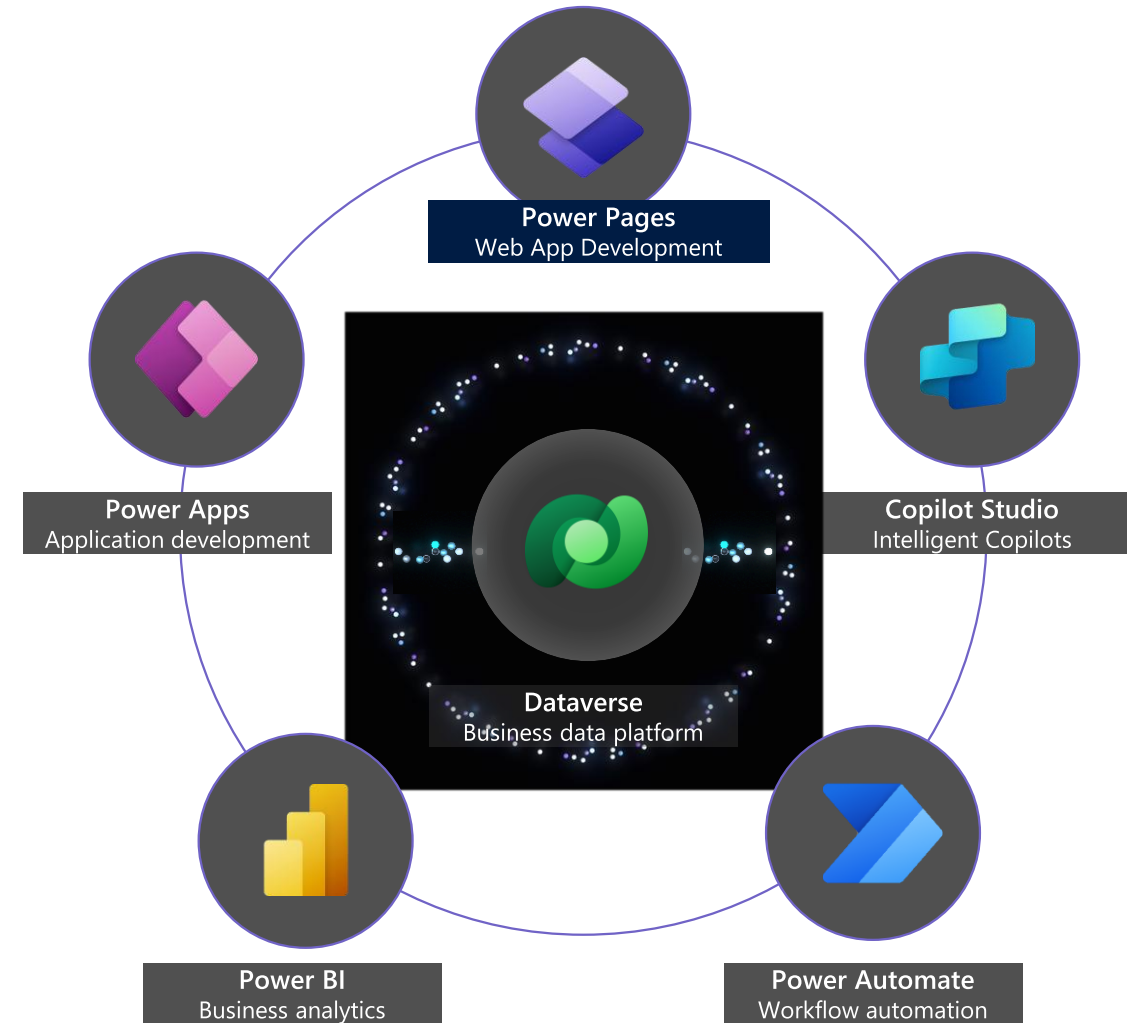 Power Pages
Web App Development
Power Apps
Application development
Copilot Studio
Intelligent Copilots
Dataverse
Business data platform
Power BI
Business analytics
Power Automate
Workflow automation